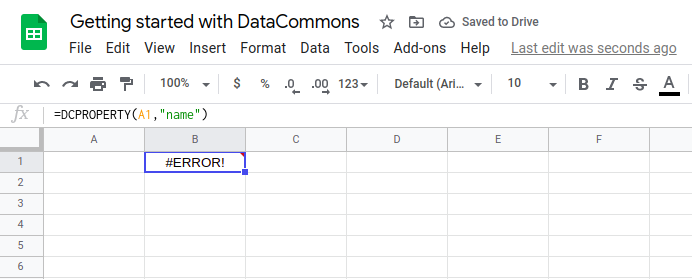 Getting started with DataCommons Saved to Drive
File Edit View Insert Format Data Tools Add-ons Help Last edit was seconds ago
100% $ % .0 .00 123 Default (Ari... 10 B I S A
fx =DCPROPERTY(A1,"name")
A B C D E F
1 #ERROR!
2
3
4
5
6